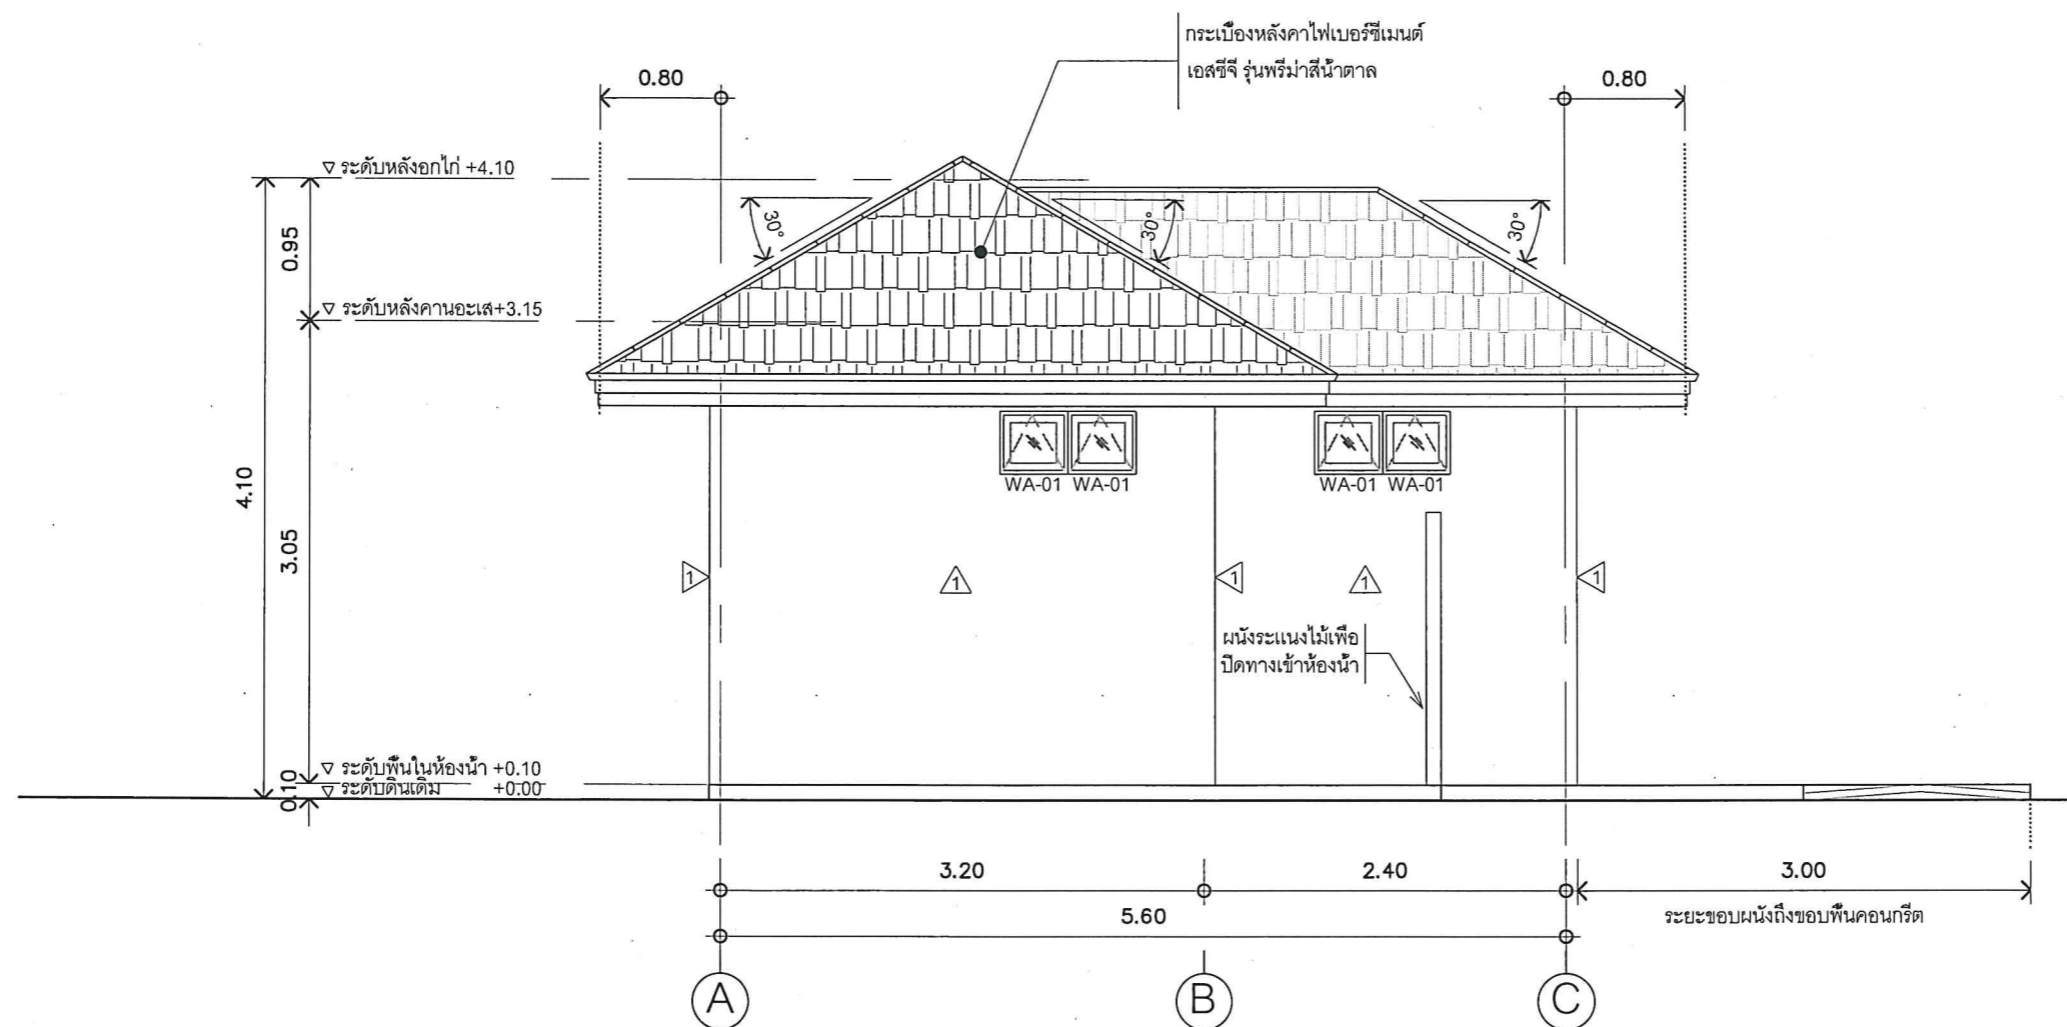 กระเบื้องหลังคาไฟเบอร์ซีเมนต์
เอสซีจี รุ่นพรีม่าสีน้ำตาล
0.80
0.80
ระดับหลังอกไก่ +4.10
30°
30°
30°
0.95
ระดับหลังคานอะเส+3.15
4.10
3.05
WA-01 WA-01
WA-01 WA-01
1
1
1
1
1
ผนังระแนงไม้เพื่อ
ปิดทางเข้าห้องน้ำ
ระดับพื้นในห้องน้ำ +0.10
ระดับดินเดิม +0.00
0.10
3.20
2.40
3.00
5.60
ระยะขอบผนังถึงขอบพื้นคอนกรีต
A
B
C